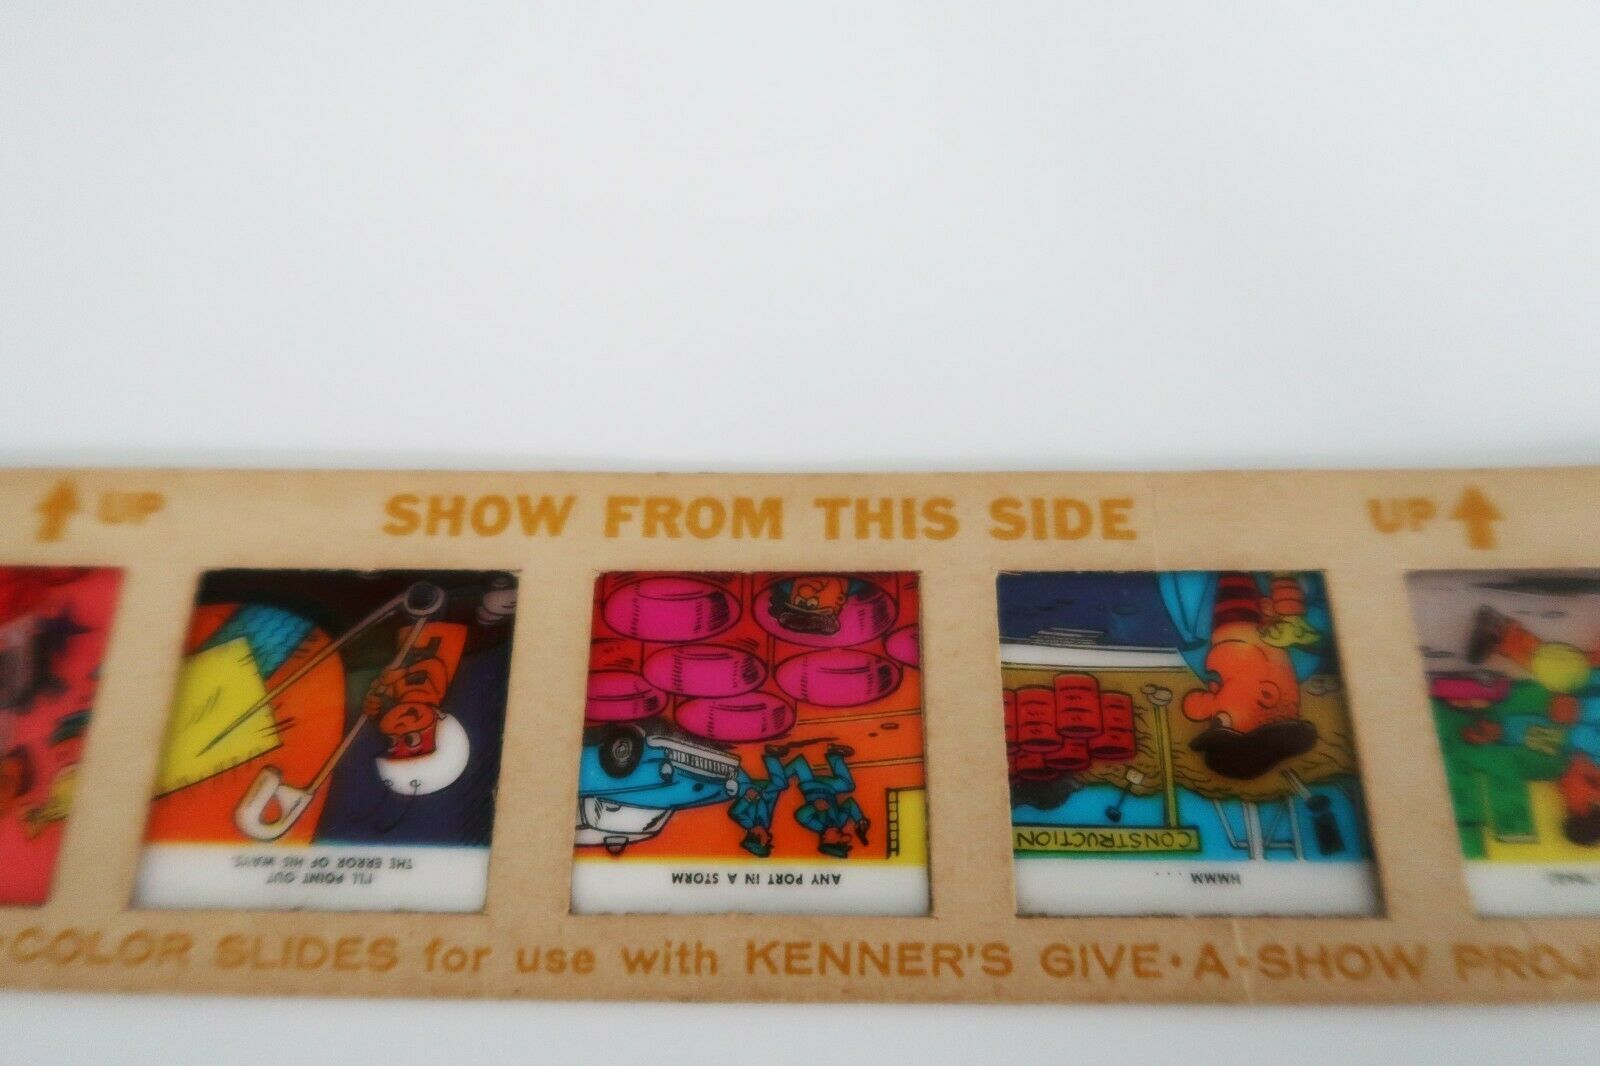 UP SHOW FROM THIS SIDE UP
CONSTRUCTION
I'LL POINT OUT
THE ERROR OF HIS WAYS.
ANY PORT IN A STORM
HMMM ...
COLOR SLIDES for use with KENNER'S GIVE•A•SHOW PROJE